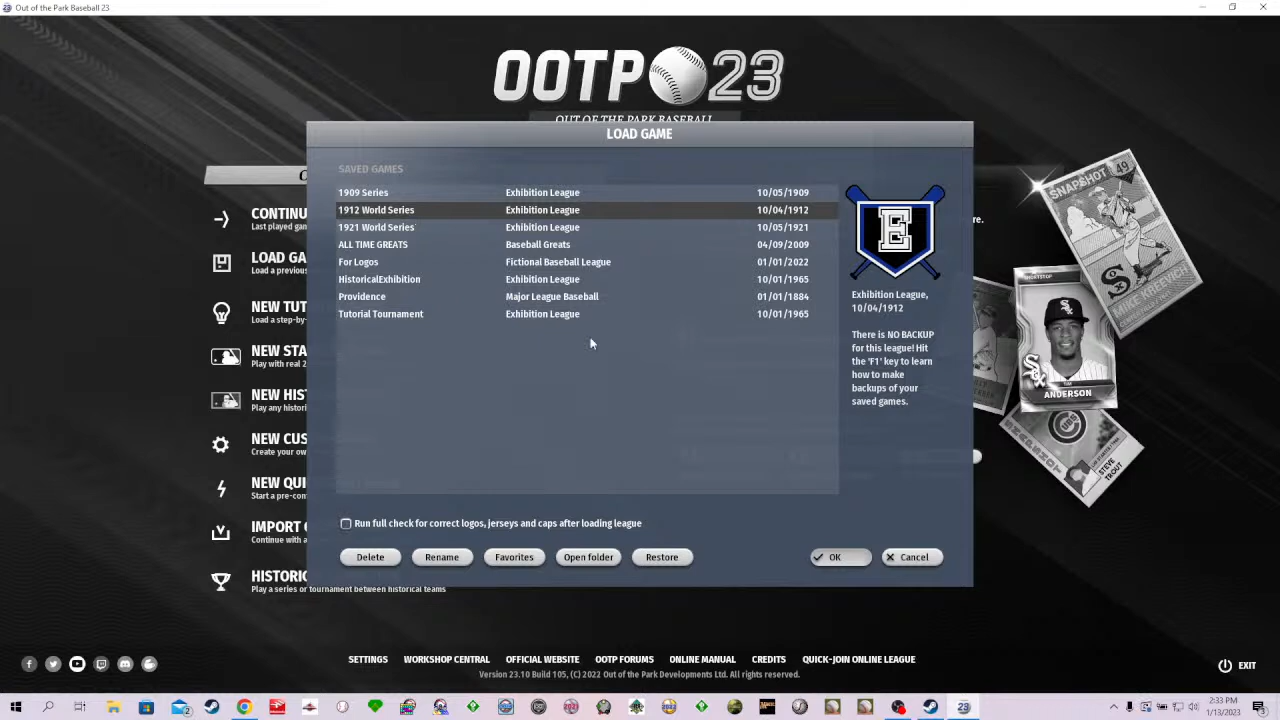 Out of the Park Baseball 23
OOTP 23
OUT OF THE PARK BASEBALL
LOAD GAME
SAVED GAMES
1909 Series Exhibition League 10/05/1909
1912 World Series Exhibition League 10/04/1912
1921 World Series Exhibition League 10/05/1921
ALL TIME GREATS Baseball Greats 04/09/2009
For Logos Fictional Baseball League 01/01/2022
HistoricalExhibition Exhibition League 10/01/1965
Providence Major League Baseball 01/01/1884
Tutorial Tournament Exhibition League 10/01/1965
E
Exhibition League,
10/04/1912
There is NO BACKUP
for this league! Hit
the 'F1' key to learn
how to make
backups of your
saved games.
Run full check for correct logos, jerseys and caps after loading league
Delete Rename Favorites Open folder Restore OK Cancel
CONTINU
Last played gam
LOAD GA
Load a previous
NEW TUT
Load a step-by-
NEW STA
Play with real 2
NEW HIS
Play any histori
NEW CUS
Create your ow
NEW QUI
Start a pre-con
IMPORT
Continue with a
HISTORIC
Play a series or tournament between historical teams
re.
SNAPSHOT 49
MIKE KREEVICH
SHORTSTOP
Sox
TIM
ANDERSON
STEVE
TROUT
SETTINGS WORKSHOP CENTRAL OFFICIAL WEBSITE OOTP FORUMS ONLINE MANUAL CREDITS QUICK-JOIN ONLINE LEAGUE
Version 23.10 Build 105, (C) 2022 Out of the Park Developments Ltd. All rights reserved.
EXIT
2:33 PM
1/13/2023